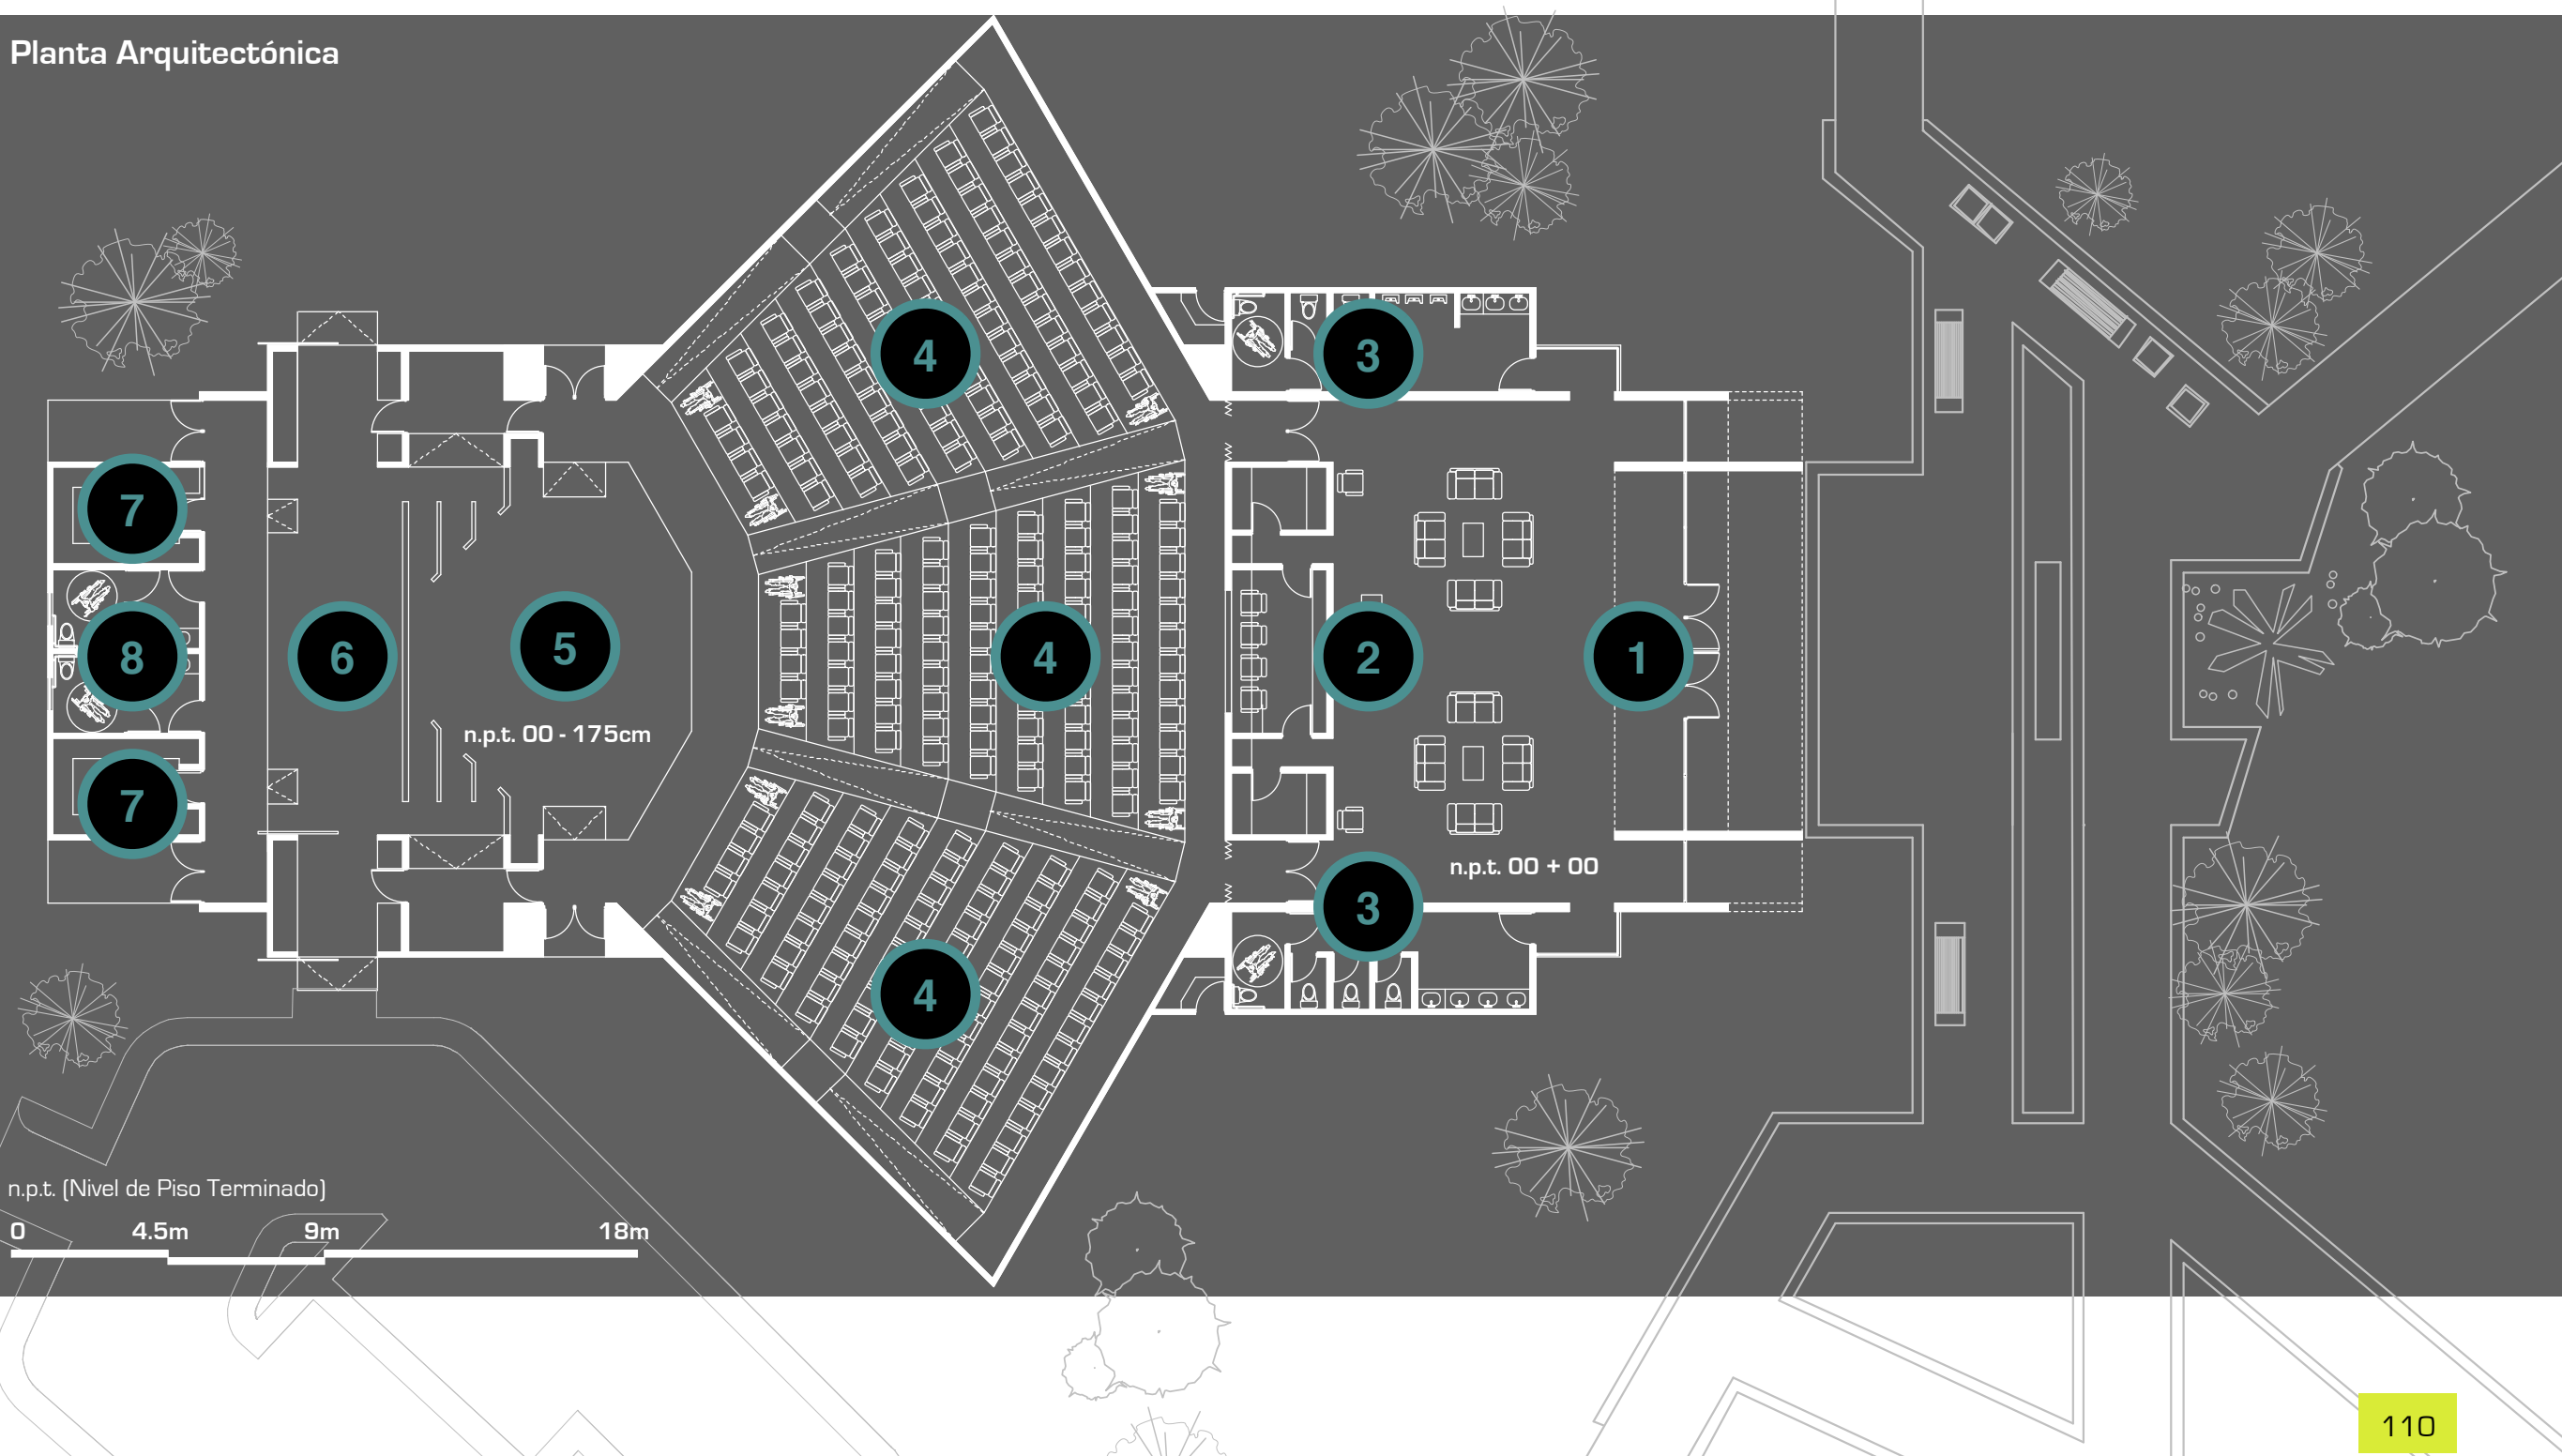 Planta Arquitectónica
4
3
4
7
8
7
6
5
4
2
1
3
n.p.t. 00 - 175cm
n.p.t. 00 + 00
n.p.t. (Nivel de Piso Terminado)
0 4.5m 9m 18m
110